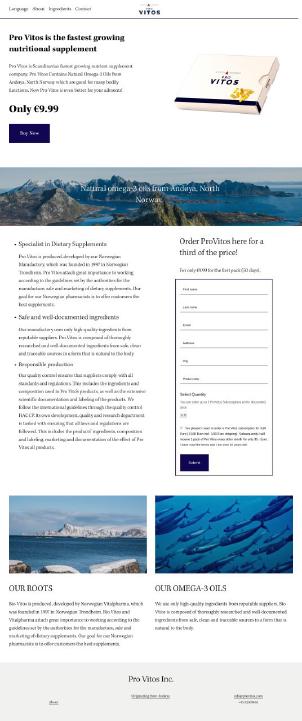 Language About Ingredients Contact
PRO
VITOS
Pro Vitos is the fastest growing
nutritional supplement
Pro Vitos is Scandinavias fastest growing nutrient supplement
company. Pro Vitos Contains Natural Omega-3 Oils from
Andøya, North Norway which are good for many bodily
functions. New Pro Vitos is even better for your ailments!
Only €9.99
Buy Now
Natural omega-3 oils from Andøya, North
Norway.
Order ProVitos here for a
third of the price!
For only €9.99 for the first pack (30 days).
• Specialist in Dietary Supplements
Pro Vitos is produced, developed by our Norwegian
Manufactory, which was founded in 1997 in Norwegian
Trondheim. Pro Vitos attach great importance to working
according to the guidelines set by the authorities for the
manufacture, sale and marketing of dietary supplements. Our
goal for our Norwegian pharmacists is to offer customers the
best supplements.
• Safe and well-documented ingredients
Our manufactory uses only high quality ingredients from
reputable suppliers. Pro Vitos is composed of thoroughly
researched and well-documented ingredients from safe, clean
and traceable sources in a form that is natural to the body
• Responsible production
Our quality control ensures that suppliers comply with all
standards and regulations. This includes the ingredients and
composition used in Pro Vitos products, as well as the extensive
scientific documentation and labeling of the products. We
follow the international guidelines through the quality control
HACCP. Its own development, quality and research department
is tasked with ensuring that all laws and regulations are
followed. This includes the product ingredients, composition
and labeling, marketing and documentation of the effect of Pro
Vitos, all products.
First name
Last name
Email
Address
City
Postal code
Select Quantity
Submit
OUR ROOTS
Bio Vitos is produced, developed by Norwegian Vitalpharma, which
was founded in 1997 in Norwegian Trondheim. Bio Vitos and
Vitalpharma attach great importance to working according to the
guidelines set by the authorities for the manufacture, sale and
marketing of dietary supplements. Our goal for our Norwegian
pharmacists is to offer customers the best supplements.
OUR OMEGA-3 OILS
We use only high-quality ingredients from reputable suppliers. Bio
Vitos is composed of thoroughly researched and well-documented
ingredients from safe, clean and traceable sources in a form that is
natural to the body.
Pro Vitos Inc.
About
Originating from Andøya